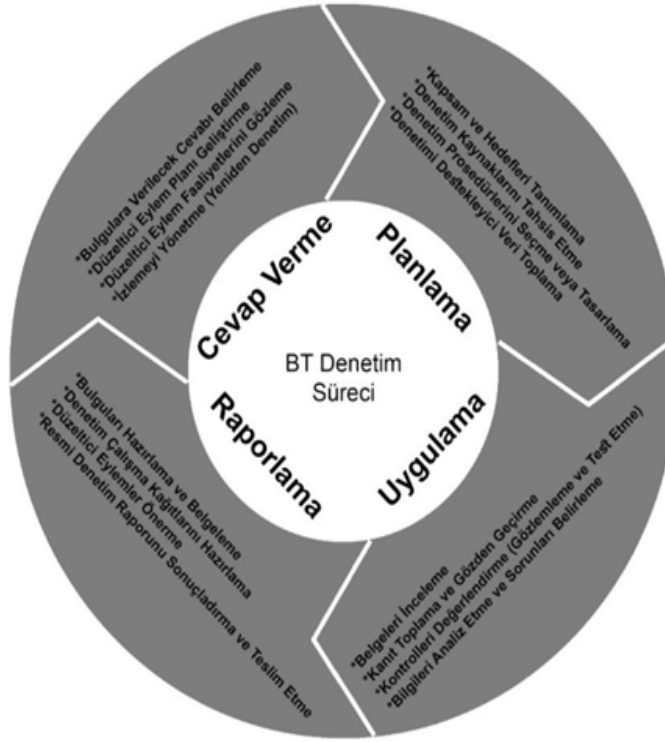 *Bulgulara Verilecek Cevabı Belirleme
*Düzeltici Eylem Planı Geliştirme
*Düzeltici Eylem Faaliyetlerini Gözleme
*İzlemeyi Yönetme (Yeniden Denetim)
Cevap Verme
*Kapsam ve Hedefleri Tanımlama
*Denetim Kaynaklarını Tahsis Etme
*Denetim Prosedürlerini Seçme veya Tasarlama
*Denetimi Destekleyici Veri Toplama
Planlama
BT Denetim
Süreci
Raporlama
*Bulguları Hazırlama ve Belgeleme
*Denetim Çalışma Kağıtlarını Hazırlama
*Düzeltici Eylemler Önerme
*Resmi Denetim Raporunu Sonuçladırma ve Teslim Etme
Uygulama
*Belgeleri İnceleme
*Kanıt Toplama ve Gözden Geçirme
*Kontrolleri Değerlendirme (Gözlemleme ve Test Etme)
*Bilgileri Analiz Etme ve Sorunları Belirleme